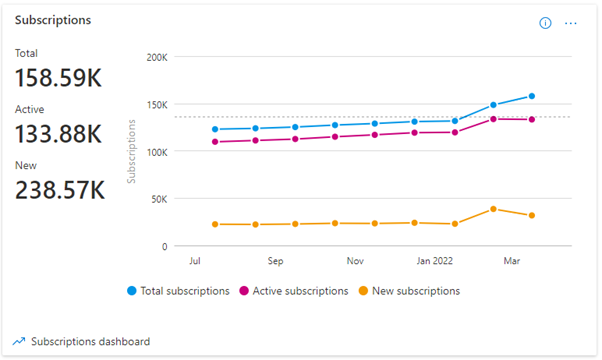 Subscriptions
Total
158.59K
Active
133.88K
New
238.57K
Subscriptions
200K
150K
100K
50K
0
Jul Sep Nov Jan 2022 Mar
Total subscriptions Active subscriptions New subscriptions
Subscriptions dashboard